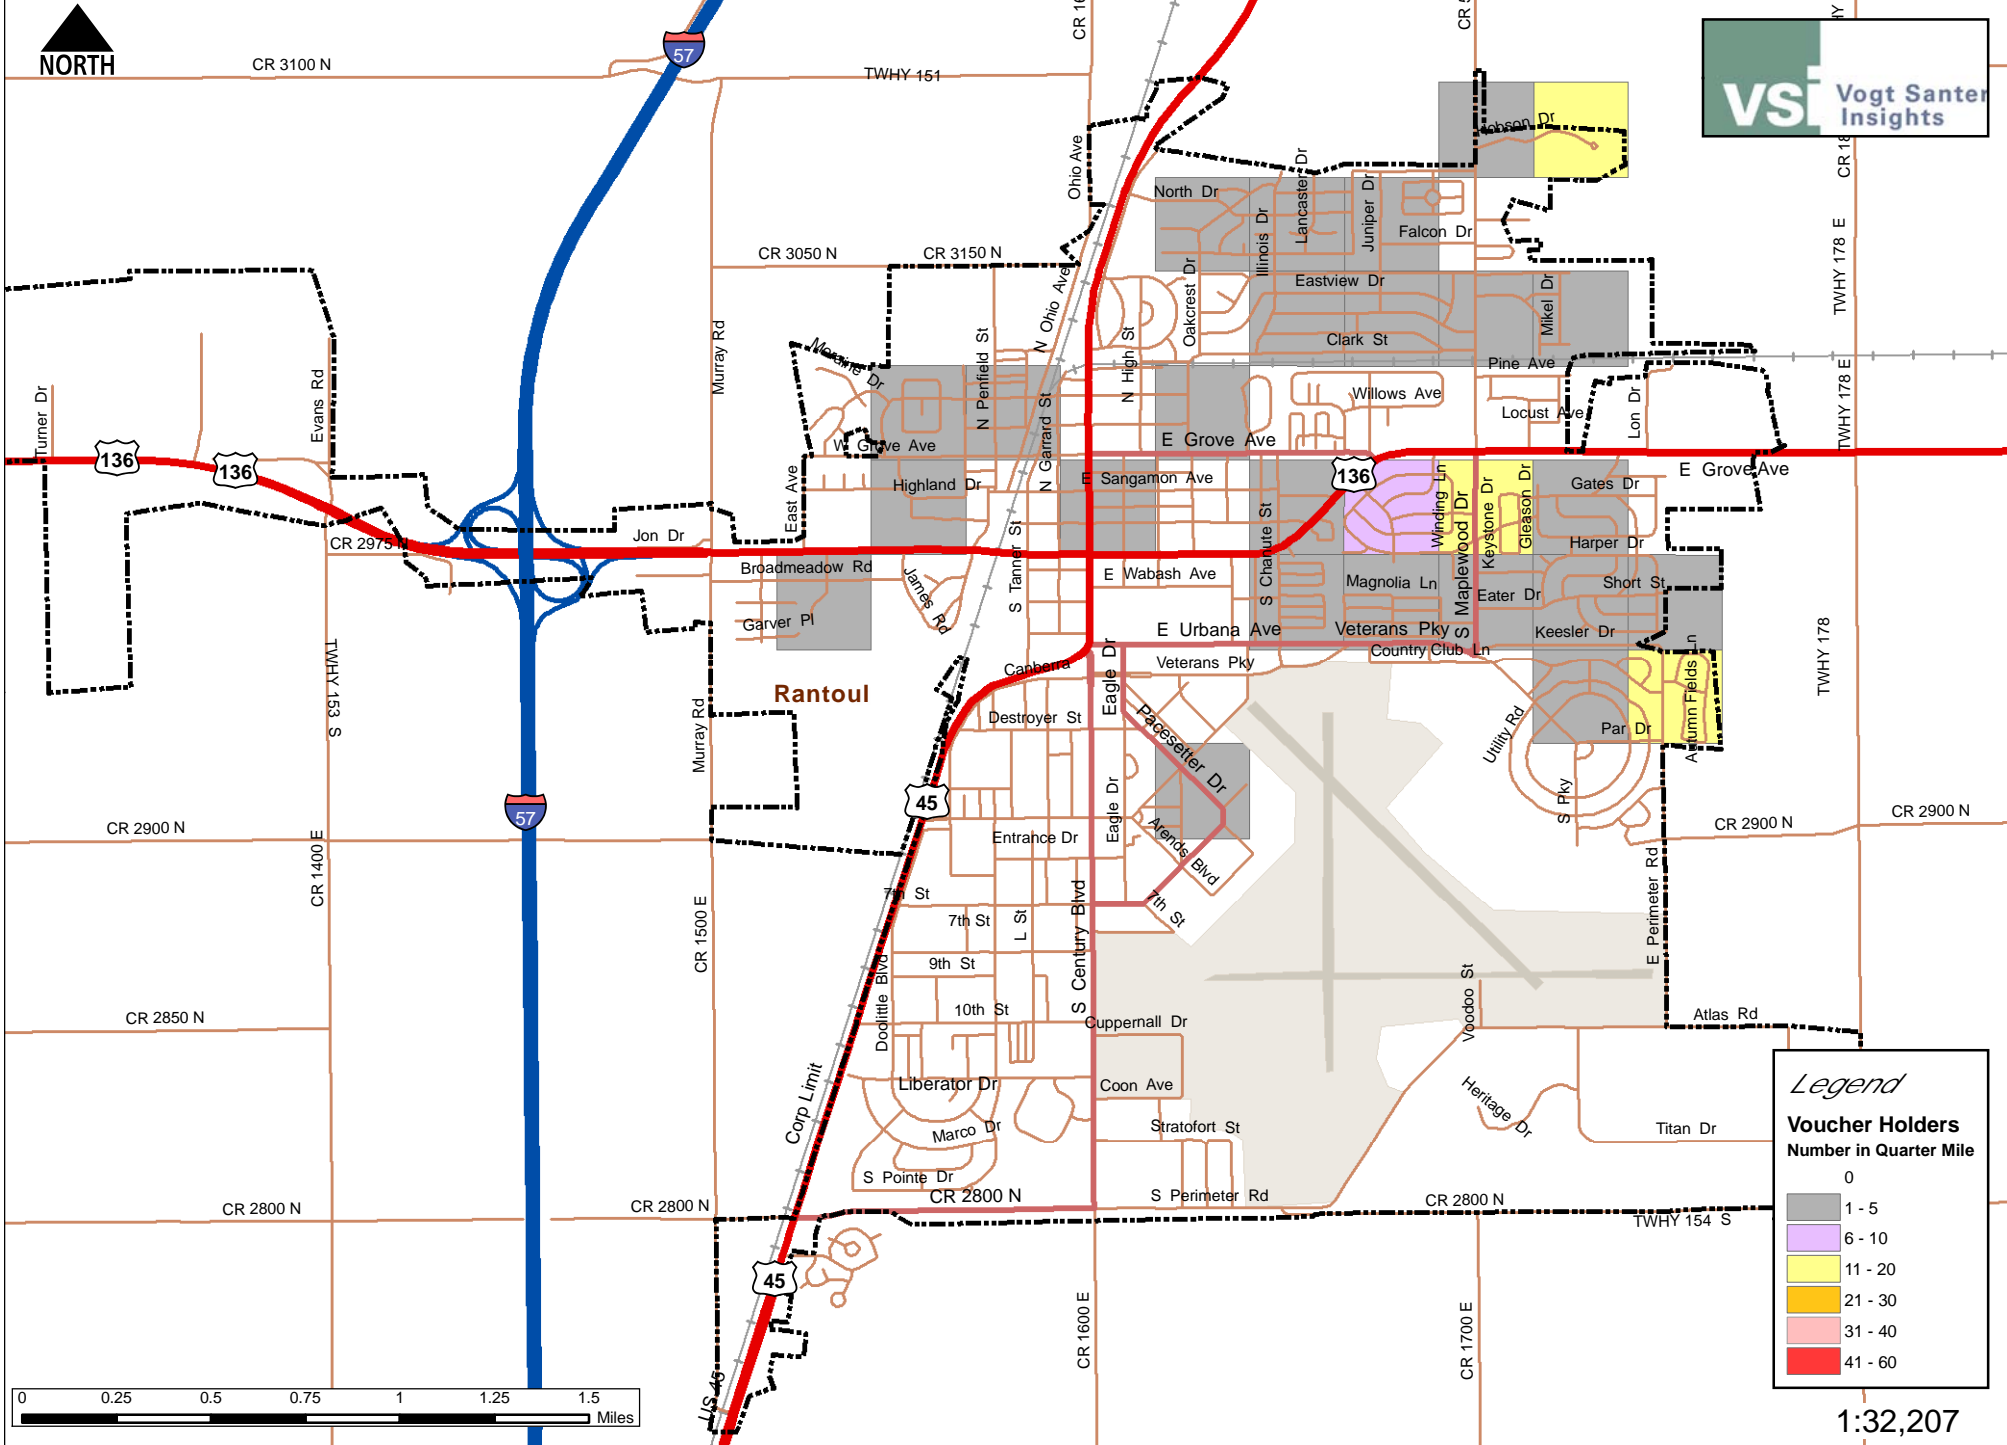 NORTH
CR 3100 N
57
TWHY 151
Hobson Dr
vsi Vogt Santer
Insights
Ohio Ave
North Dr
Illinois Dr
Lancaster Dr
Juniper Dr
Falcon Dr
CR 3050 N
CR 3150 N
TWHY 178 E
Murray Rd
N Ohio Ave
Oakcrest Dr
Eastview Dr
Mikel Dr
Clark St
Moraine Dr
N Penfield St
N High St
Pine Ave
TWHY 178 E
Turner Dr
Evans Rd
Willows Ave
Locust Ave
Lon Dr
N Garrard St
W Grove Ave
E Grove Ave
136
136
136
E Grove Ave
East Ave
Highland Dr
E Sangamon Ave
Winding Ln
Keystone Dr
Gleason Dr
Gates Dr
CR 2975 N
Jon Dr
S Tanner St
S Chanute St
S Maplewood Dr
Harper Dr
Broadmeadow Rd
James Rd
E Wabash Ave
Magnolia Ln
Eater Dr
Short St
Garver Pl
E Urbana Ave
Veterans Pky
Keesler Dr
TWHY 153 S
Canberra
Eagle Dr
Veterans Pky
Country Club Ln
TWHY 178
Rantoul
Destroyer St
Pacesetter Dr
Utility Rd
Par Dr
Autumn Fields Ln
Murray Rd
45
57
Eagle Dr
Arends Blvd
S Pky
CR 2900 N
Entrance Dr
CR 2900 N
CR 2900 N
CR 1400 E
7th St
7th St
7th St
L St
S Century Blvd
E Perimeter Rd
CR 1500 E
9th St
Doolittle Blvd
10th St
Voodoo St
CR 2850 N
Cuppernall Dr
Atlas Rd
Corp Limit
Liberator Dr
Coon Ave
Heritage Dr
Marco Dr
Stratofort St
Titan Dr
S Pointe Dr
CR 2800 N
CR 2800 N
CR 2800 N
S Perimeter Rd
CR 2800 N
TWHY 154 S
45
CR 1600 E
CR 1700 E
US 45
Legend
Voucher Holders
Number in Quarter Mile
0
1 - 5
6 - 10
11 - 20
21 - 30
31 - 40
41 - 60
0 0.25 0.5 0.75 1 1.25 1.5
Miles
1:32,207